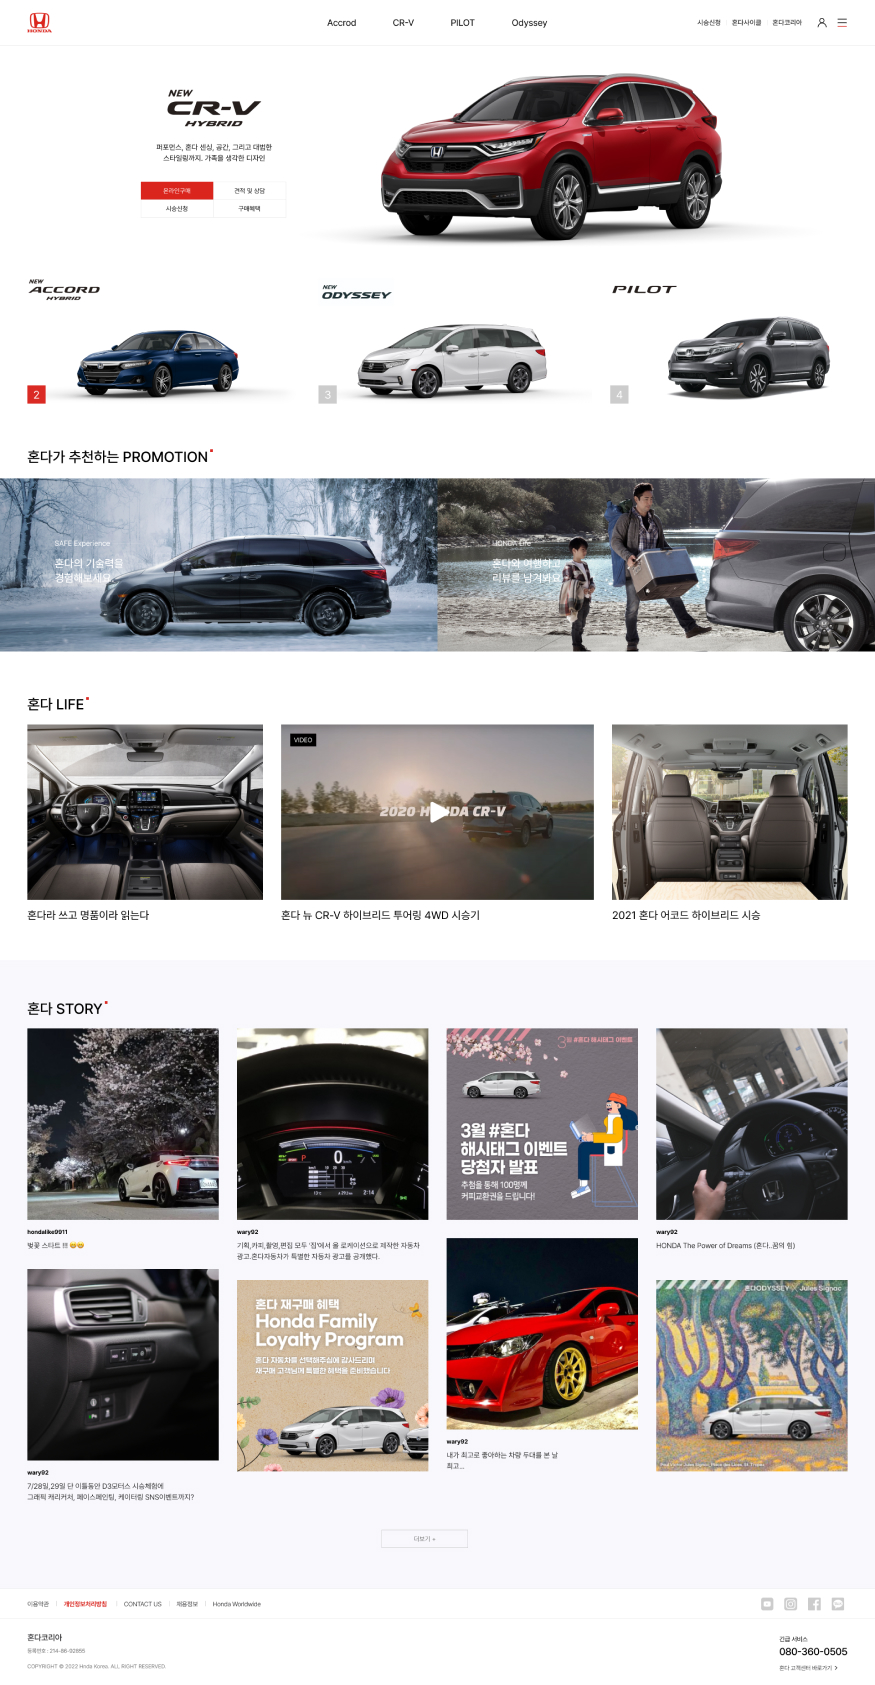 HONDA
Accrod
CR-V
PILOT
Odyssey
시승신청
혼다사이클
혼다코리아
NEW
CR-V
HYBRID
퍼포먼스, 혼다 센싱, 공간, 그리고 대범한
스타일링까지. 가족을 생각한 디자인
온라인구매
견적 및 상담
시승신청
구매혜택
NEW
ACCORD
HYBRID
NEW
ODYSSEY
PILOT
2
3
4
혼다가 추천하는 PROMOTION
SAFE Experience
혼다의 기술력을
경험해보세요.
HONDA Life
혼다와 여행하고
리뷰를 남겨봐요
혼다 LIFE
VIDEO
2020 HONDA CR-V
혼다라 쓰고 명품이라 읽는다
혼다 뉴 CR-V 하이브리드 투어링 4WD 시승기
2021 혼다 어코드 하이브리드 시승
혼다 STORY
3월 #혼다 해시태그 이벤트
3월 #혼다
해시태그 이벤트
당첨자 발표
추첨을 통해 100명께
커피교환권을 드립니다!
P
0
2:14
hondalike9911
벚꽃 스타트 !!! 😸😸
wary92
기획,카피,촬영,편집 모두 '집'에서 올 로케이션으로 제작한 자동차
광고.혼다자동차가 특별한 자동차 광고를 공개했다.
wary92
HONDA The Power of Dreams (혼다..꿈의 힘)
혼다 재구매 혜택
Honda Family
Loyalty Program
혼다 자동차를 선택해주심에 감사드리며
재구매 고객님께 특별한 혜택을 준비했습니다
혼다ODYSSEY × Jules Signac
wary92
내가 최고로 좋아하는 차량 두대를 본 날
최고...
wary92
7/28일,29일 단 이틀동안 D3모터스 시승체험에
그래픽 캐리커처, 페이스페인팅, 케이터링 SNS이벤트까지?
더보기 +
이용약관
개인정보처리방침
CONTACT US
채용정보
Honda Worldwide
혼다코리아
등록번호 : 214-86-92855
COPYRIGHT © 2022 Hnda Korea. ALL RIGHT RESERVED.
긴급 서비스
080-360-0505
혼다 고객센터 바로가기 >